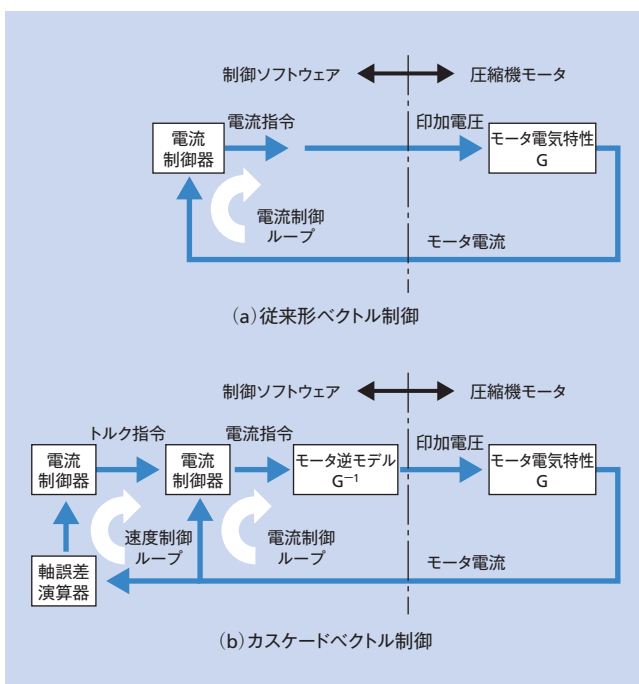 制御ソフトウェア
圧縮機モータ
電流指令
印加電圧
電流
制御器
モータ電気特性
G
電流制御
ループ
モータ電流
(a)従来形ベクトル制御
制御ソフトウェア
圧縮機モータ
トルク指令
電流指令
印加電圧
電流
制御器
電流
制御器
モータ逆モデル
G⁻¹
モータ電気特性
G
速度制御
ループ
電流制御
ループ
モータ電流
軸誤差
演算器
(b)カスケードベクトル制御